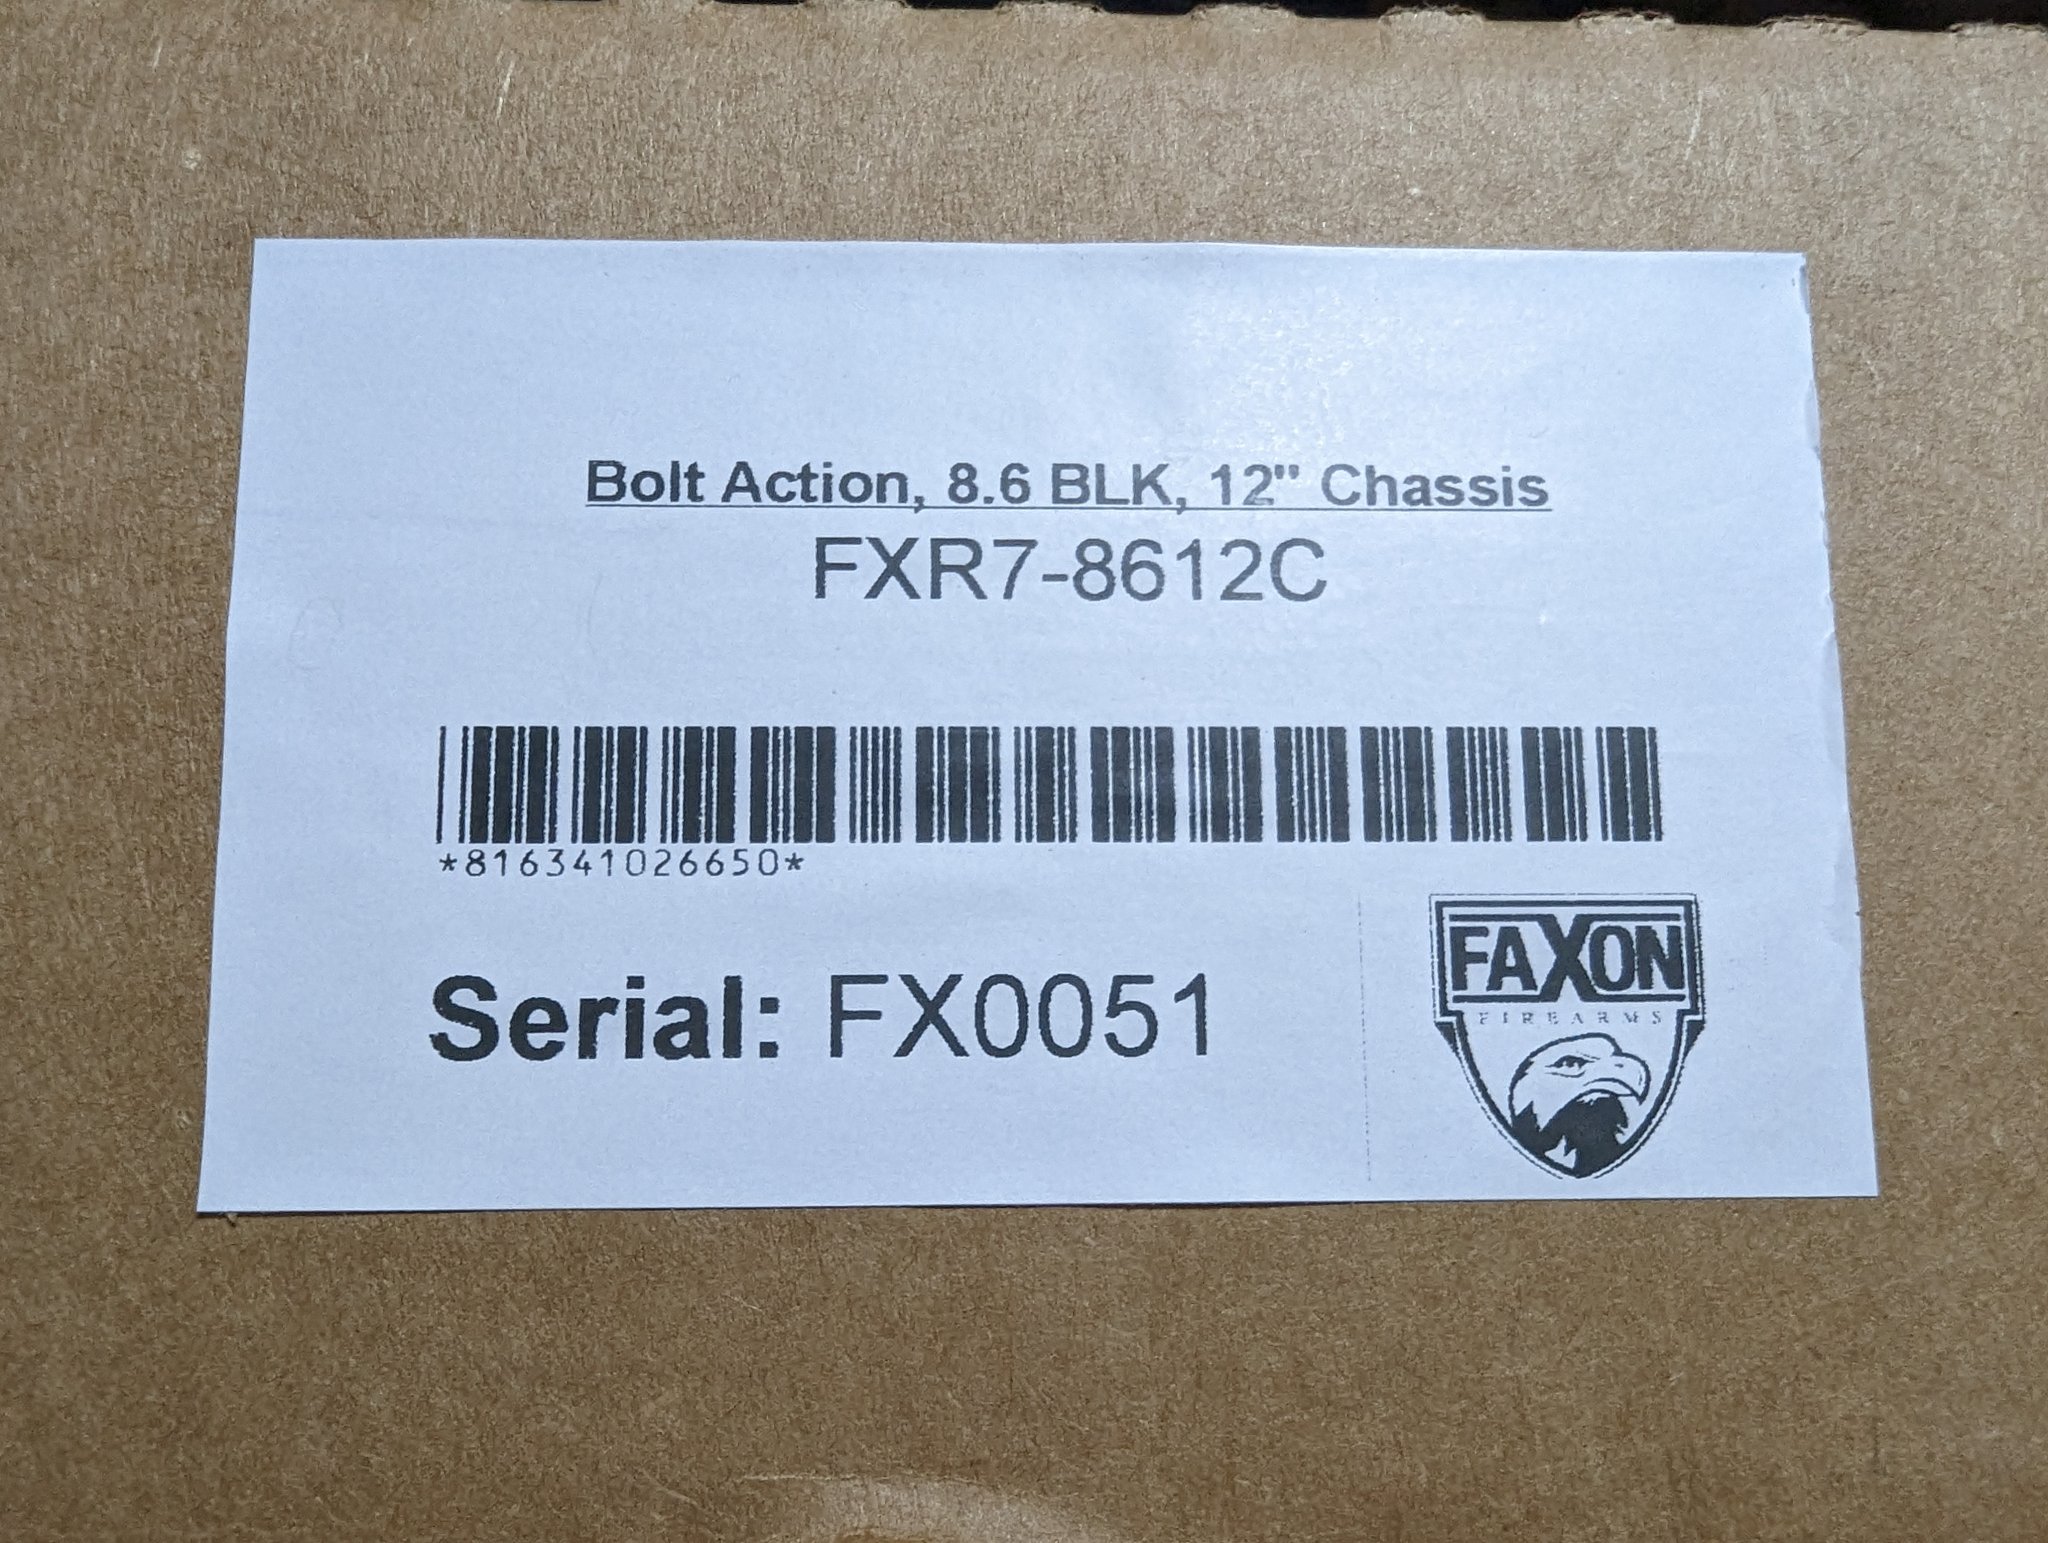 Bolt Action, 8.6 BLK, 12" Chassis
FXR7-8612C
*816341026650*
Serial: FX0051
FAXON
FIREARMS